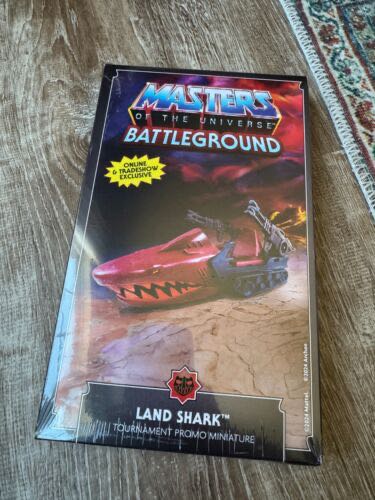 MASTERS
OF THE UNIVERSE
BATTLEGROUND
ONLINE
& TRADESHOW
EXCLUSIVE
LAND SHARK™
TOURNAMENT PROMO MINIATURE
©2024 Mattel. ©2024 Archon